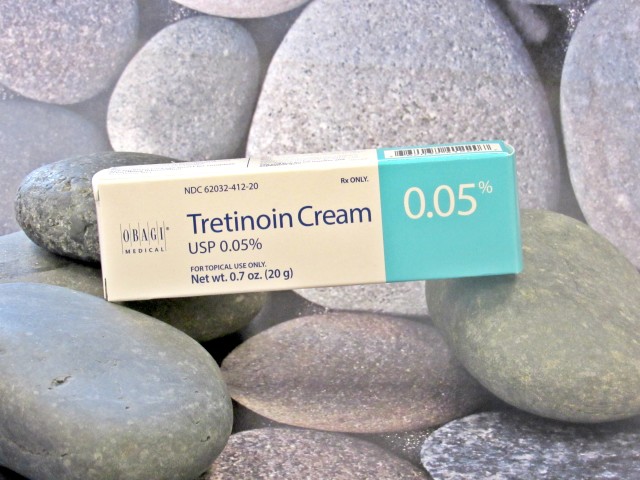 NDC 62032-412-20
Rx ONLY.
OBAGI®
MEDICAL
Tretinoin Cream
USP 0.05%
FOR TOPICAL USE ONLY.
Net wt. 0.7 oz. (20 g)
0.05%